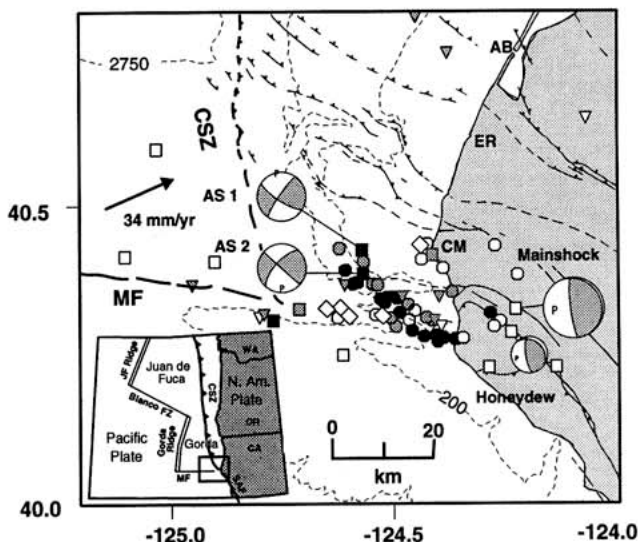 2750
AB
CSZ
ER
AS 1
40.5
34 mm/yr
AS 2
CM
Mainshock
MF
P
P
P
P
Honeydew
200
JF Ridge
Juan de
Fuca
WA
CSZ
N. Am.
Plate
Blanco FZ
OR
Pacific
Plate
Gorda
Ridge
Gorda
CA
MF
SAF
0
10
20
km
40.0
-125.0
-124.5
-124.0